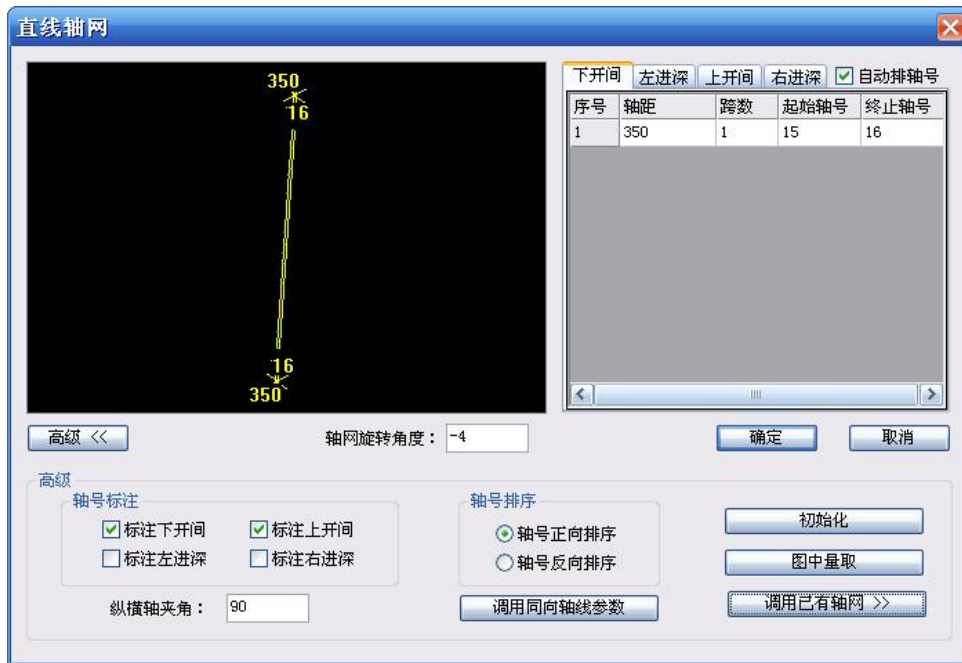 直线轴网
350
16
16
350
下开间 左进深 上开间 右进深 自动排轴号
序号 轴距 跨数 起始轴号 终止轴号
1 350 1 15 16
高级 << 轴网旋转角度： -4 确定 取消
高级
轴号标注 轴号排序
标注下开间 标注上开间 轴号正向排序 初始化
标注左进深 标注右进深 轴号反向排序 图中量取
纵横轴夹角： 90 调用同向轴线参数 调用已有轴网 >>